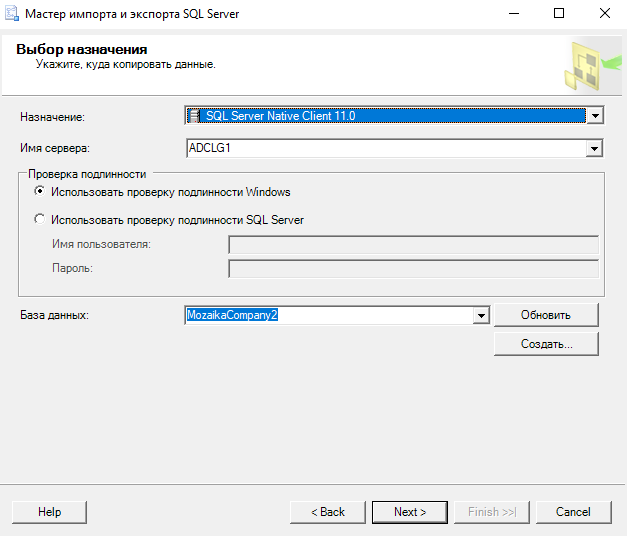 Мастер импорта и экспорта SQL Server
Выбор назначения
Укажите, куда копировать данные.
Назначение:
SQL Server Native Client 11.0
Имя сервера:
ADCLG1
Проверка подлинности
Использовать проверку подлинности Windows
Использовать проверку подлинности SQL Server
Имя пользователя:
Пароль:
База данных:
MozaikaCompany2
Обновить
Создать...
Help
< Back
Next >
Finish >>|
Cancel